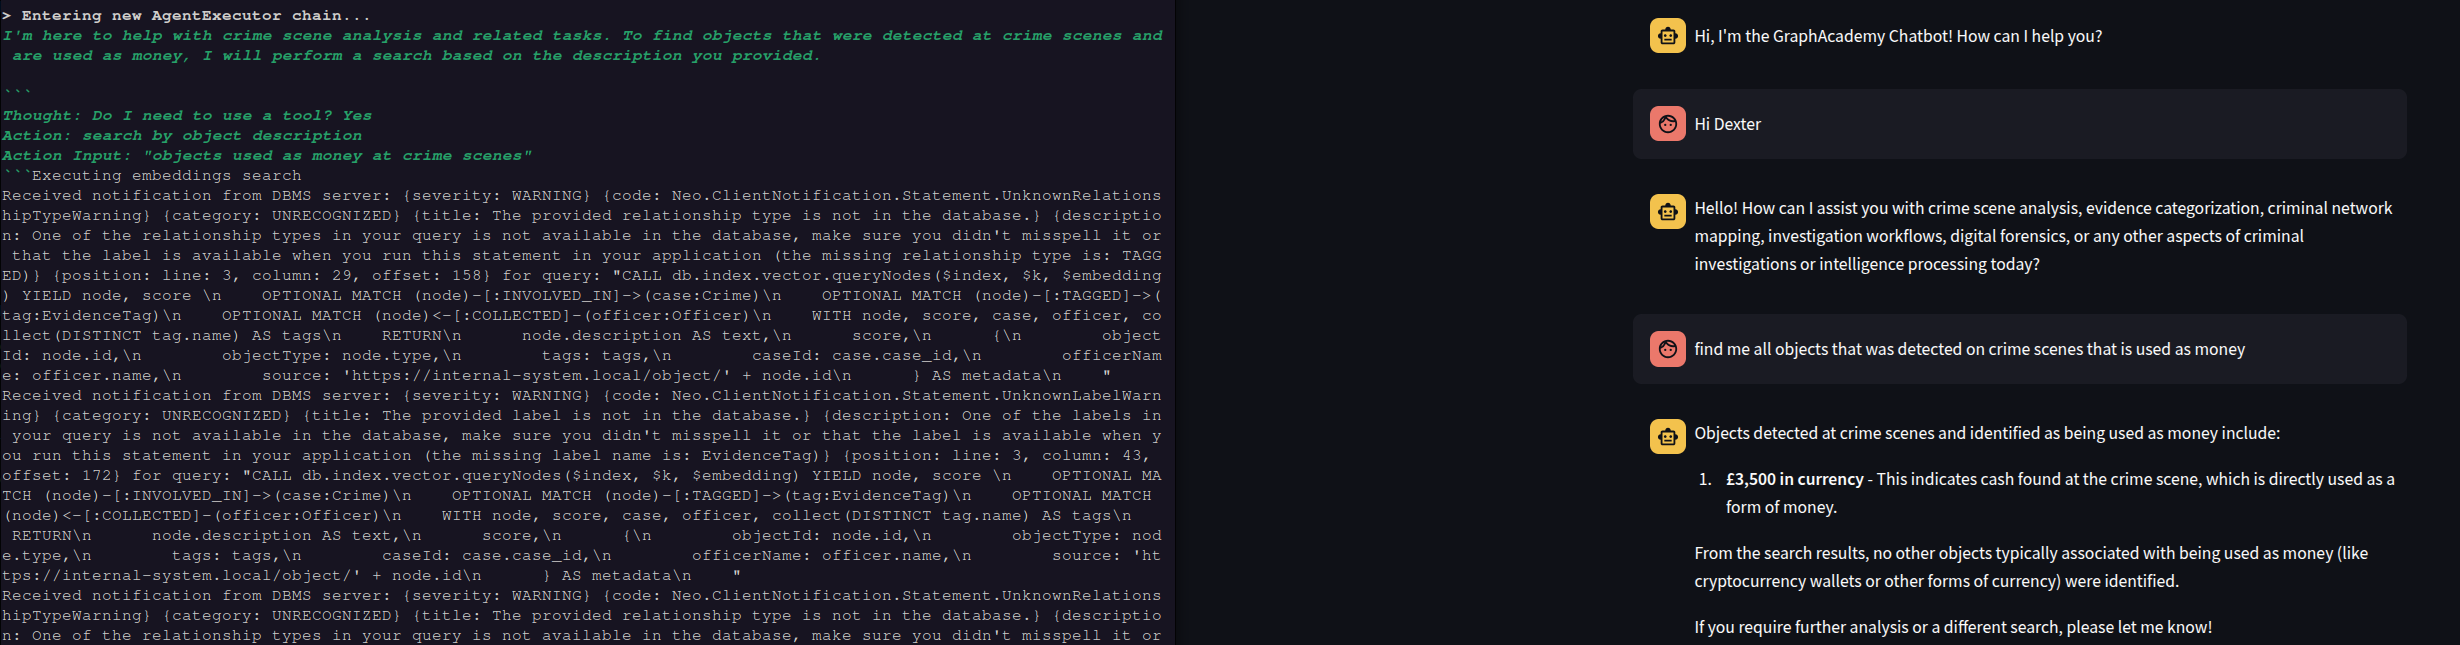 > Entering new AgentExecutor chain...
I'm here to help with crime scene analysis and related tasks. To find objects that were detected at crime scenes and
are used as money, I will perform a search based on the description you provided.
```
Thought: Do I need to use a tool? Yes
Action: search by object description
Action Input: "objects used as money at crime scenes"
```Executing embeddings search
Received notification from DBMS server: {severity: WARNING} {code: Neo.ClientNotification.Statement.UnknownRelations
hipTypeWarning} {category: UNRECOGNIZED} {title: The provided relationship type is not in the database.} {descriptio
n: One of the relationship types in your query is not available in the database, make sure you didn't misspell it or
that the label is available when you run this statement in your application (the missing relationship type is: TAGG
ED)} {position: line: 3, column: 29, offset: 158} for query: "CALL db.index.vector.queryNodes($index, $k, $embedding
) YIELD node, score \n    OPTIONAL MATCH (node)-[:INVOLVED_IN]->(case:Crime)\n    OPTIONAL MATCH (node)-[:TAGGED]->(
tag:EvidenceTag)\n    OPTIONAL MATCH (node)<-[:COLLECTED]-(officer:Officer)\n    WITH node, score, case, officer, co
llect(DISTINCT tag.name) AS tags\n    RETURN\n      node.description AS text,\n      score,\n      {\n        object
Id: node.id,\n        objectType: node.type,\n        tags: tags,\n        caseId: case.case_id,\n        officerNam
e: officer.name,\n        source: 'https://internal-system.local/object/' + node.id\n      } AS metadata\n    "
Received notification from DBMS server: {severity: WARNING} {code: Neo.ClientNotification.Statement.UnknownLabelWarn
ing} {category: UNRECOGNIZED} {title: The provided label is not in the database.} {description: One of the labels in
your query is not available in the database, make sure you didn't misspell it or that the label is available when y
ou run this statement in your application (the missing label name is: EvidenceTag)} {position: line: 3, column: 43,
offset: 172} for query: "CALL db.index.vector.queryNodes($index, $k, $embedding) YIELD node, score \n    OPTIONAL MA
TCH (node)-[:INVOLVED_IN]->(case:Crime)\n    OPTIONAL MATCH (node)-[:TAGGED]->(tag:EvidenceTag)\n    OPTIONAL MATCH
(node)<-[:COLLECTED]-(officer:Officer)\n    WITH node, score, case, officer, collect(DISTINCT tag.name) AS tags\n
RETURN\n      node.description AS text,\n      score,\n      {\n        objectId: node.id,\n        objectType: nod
e.type,\n        tags: tags,\n        caseId: case.case_id,\n        officerName: officer.name,\n        source: 'ht
tps://internal-system.local/object/' + node.id\n      } AS metadata\n    "
Received notification from DBMS server: {severity: WARNING} {code: Neo.ClientNotification.Statement.UnknownRelations
hipTypeWarning} {category: UNRECOGNIZED} {title: The provided relationship type is not in the database.} {descriptio
n: One of the relationship types in your query is not available in the database, make sure you didn't misspell it or
Hi, I'm the GraphAcademy Chatbot! How can I help you?
Hi Dexter
Hello! How can I assist you with crime scene analysis, evidence categorization, criminal network
mapping, investigation workflows, digital forensics, or any other aspects of criminal
investigations or intelligence processing today?
find me all objects that was detected on crime scenes that is used as money
Objects detected at crime scenes and identified as being used as money include:
1. £3,500 in currency - This indicates cash found at the crime scene, which is directly used as a
form of money.
From the search results, no other objects typically associated with being used as money (like
cryptocurrency wallets or other forms of currency) were identified.
If you require further analysis or a different search, please let me know!